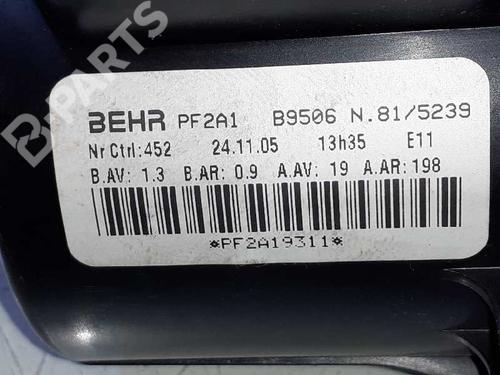 B-PARTS
BEHR PF2A1 B9506 N.81/5239
Nr Ctrl:452 24.11.05 13h35 E11
B.AV: 1.3 B.AR: 0.9 A.AV: 19 A.AR: 198
*PF2A19311*